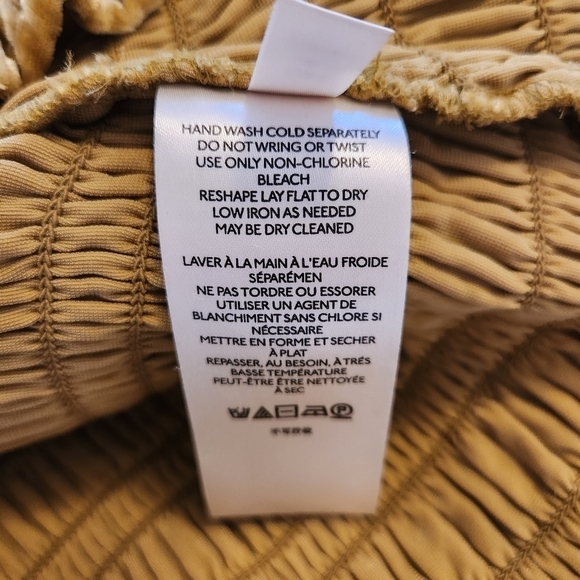 HAND WASH COLD SEPARATELY
DO NOT WRING OR TWIST
USE ONLY NON-CHLORINE
BLEACH
RESHAPE LAY FLAT TO DRY
LOW IRON AS NEEDED
MAY BE DRY CLEANED
LAVER À LA MAIN À L'EAU FROIDE
SÉPARÉMEN
NE PAS TORDRE OU ESSORER
UTILISER UN AGENT DE
BLANCHIMENT SANS CHLORE SI
NÉCESSAIRE
METTRE EN FORME ET SECHER
À PLAT
REPASSER, AU BESOIN, À TRÉS
BASSE TEMPÉRATURE
PEUT-ÊTRE ÊTRE NETTOYÉE
À SEC
P